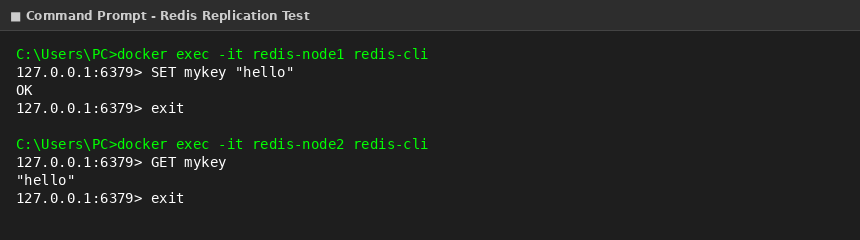 Command Prompt - Redis Replication Test
C:\Users\PC>docker exec -it redis-node1 redis-cli
127.0.0.1:6379> SET mykey "hello"
OK
127.0.0.1:6379> exit
C:\Users\PC>docker exec -it redis-node2 redis-cli
127.0.0.1:6379> GET mykey
"hello"
127.0.0.1:6379> exit